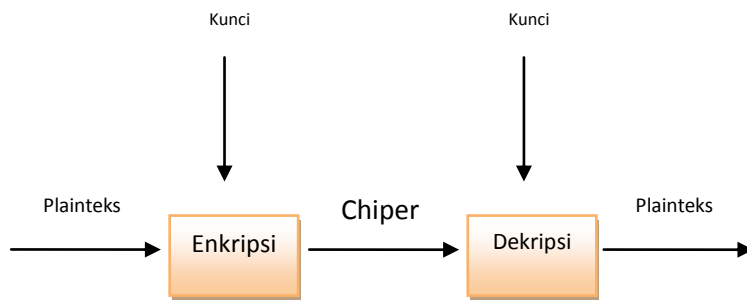 Kunci
Kunci
Plainteks
Chiper
Plainteks
Enkripsi
Dekripsi